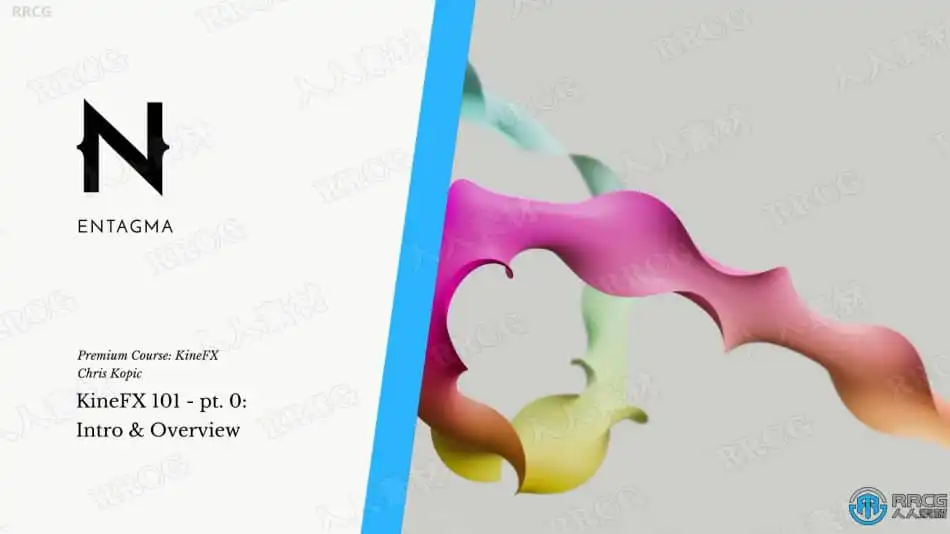 RRCG
N
ENTAGMA
Premium Course: KineFX
Chris Kopic
KineFX 101 - pt. 0:
Intro & Overview
RRCG
人人素材